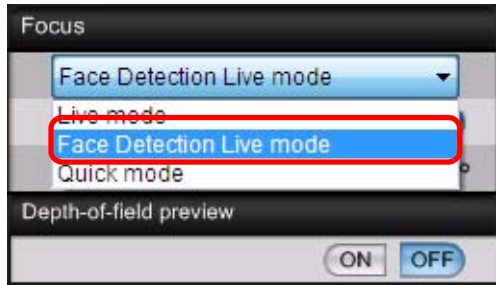 Focus
Face Detection Live mode
Live mode
Face Detection Live mode
Quick mode
Depth-of-field preview
ON OFF